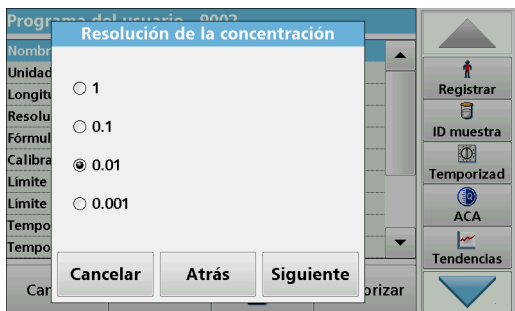 Programa del usuario 9002
Resolución de la concentración
Nombr
Unidad
Longitu
Resolu
Fórmul
Calibra
Límite
Límite
Tempo
Tempo
1
0.1
0.01
0.001
Cancelar
Atrás
Siguiente
Can
orizar
Registrar
ID muestra
Temporizad
ACA
Tendencias